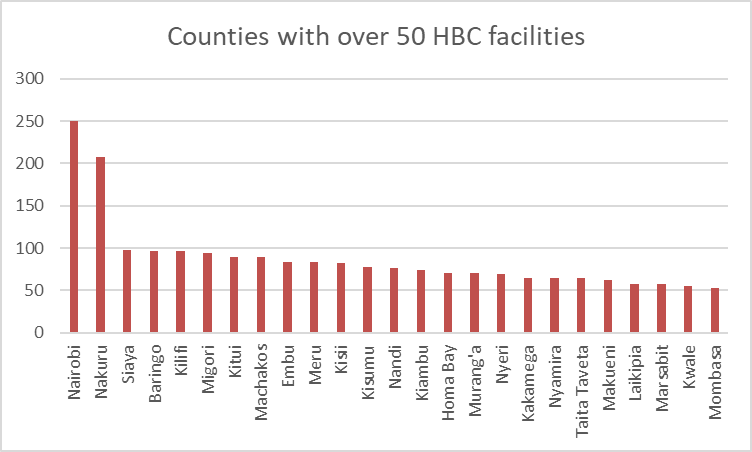 Counties with over 50 HBC facilities
300
250
200
150
100
50
0
Nairobi
Nakuru
Siaya
Baringo
Kilifi
Migori
Kitui
Machakos
Embu
Meru
Kisii
Kisumu
Nandi
Kiambu
Homa Bay
Murang'a
Nyeri
Kakamega
Nyamira
Taita Taveta
Makueni
Laikipia
Marsabit
Kwale
Mombasa